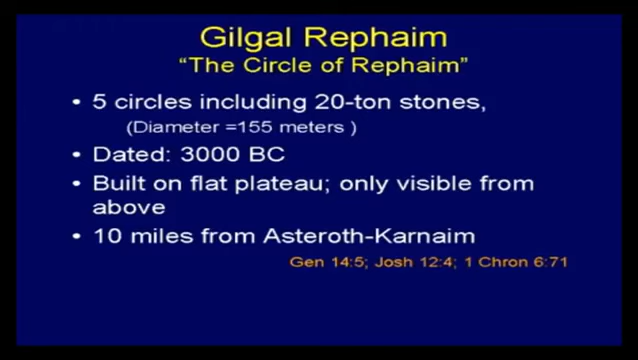 Gilgal Rephaim
“The Circle of Rephaim”
• 5 circles including 20-ton stones,
(Diameter =155 meters )
• Dated: 3000 BC
• Built on flat plateau; only visible from
above
• 10 miles from Asteroth-Karnaim
Gen 14:5; Josh 12:4; 1 Chron 6:71